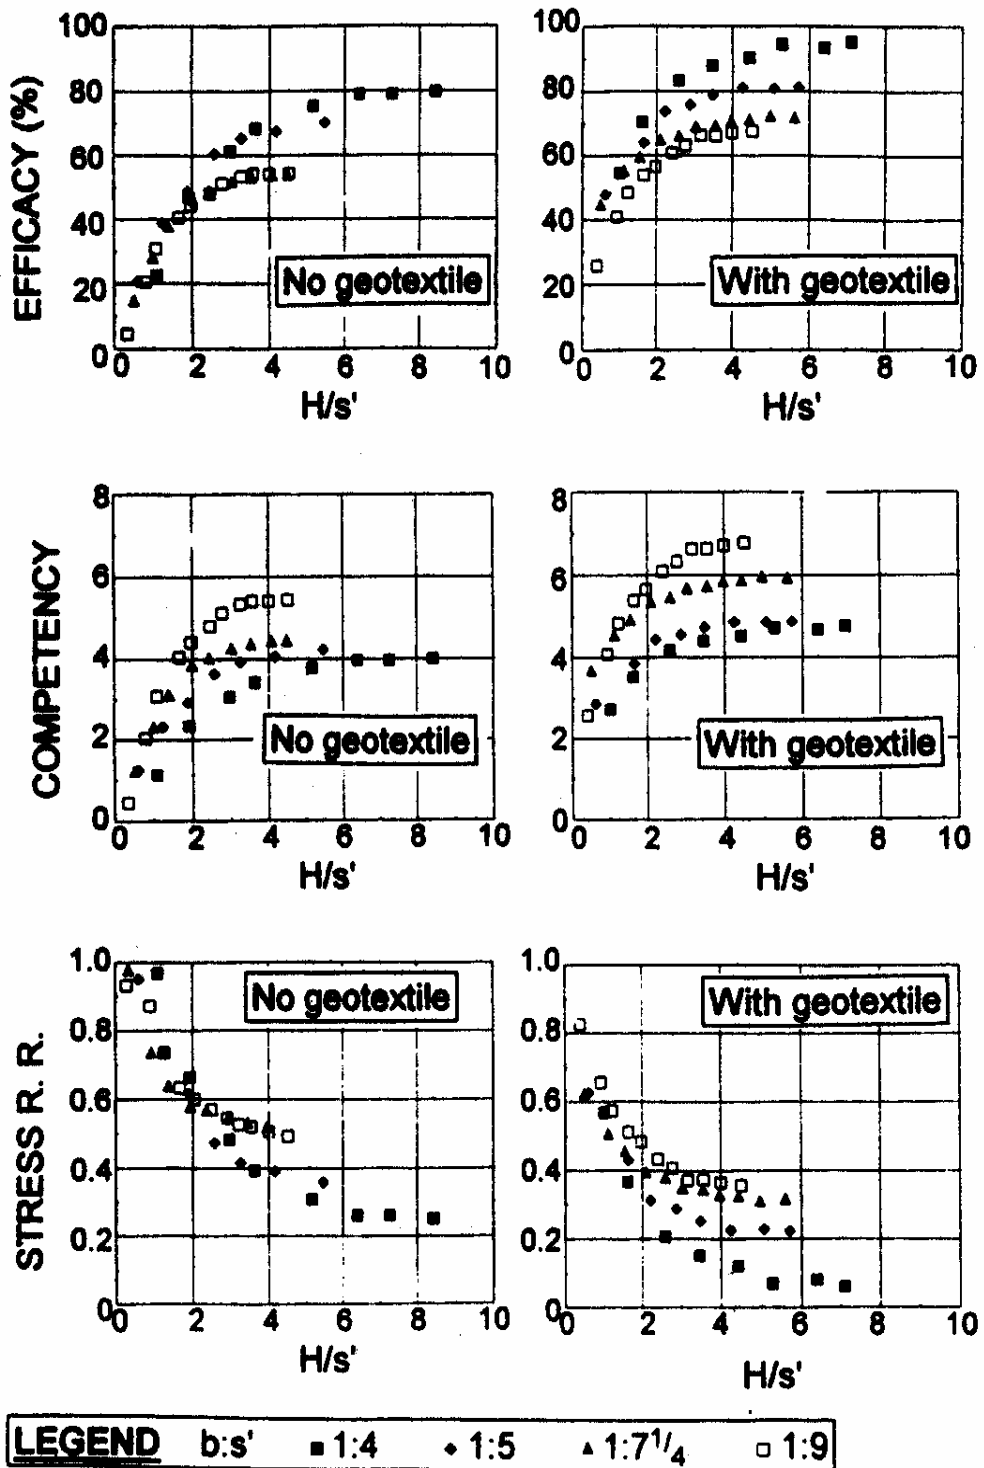 EFFICACY (%)
100
80
60
40
20
0
0 2 4 6 8 10
H/s'
No geotextile
100
80
60
40
20
0
0 2 4 6 8 10
H/s'
With geotextile
COMPETENCY
8
6
4
2
0
0 2 4 6 8 10
H/s'
No geotextile
8
6
4
2
0
0 2 4 6 8 10
H/s'
With geotextile
STRESS R. R.
1.0
0.8
0.6
0.4
0.2
0
0 2 4 6 8 10
H/s'
No geotextile
1.0
0.8
0.6
0.4
0.2
0
0 2 4 6 8 10
H/s'
With geotextile
LEGEND b:s' ■ 1:4 ♦ 1:5 ▲ 1:7 1/4 □ 1:9